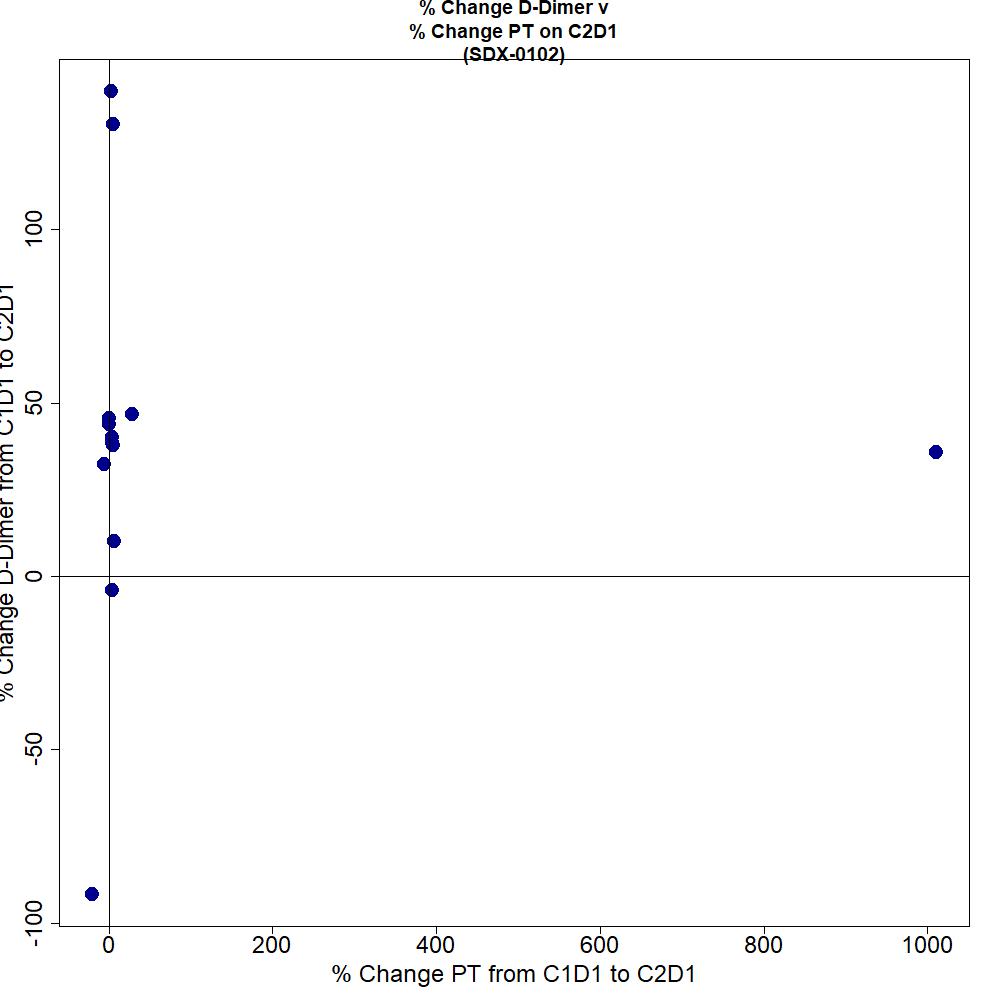 % Change D-Dimer v
% Change PT on C2D1
(SDX-0102)
100
50
0
-50
-100
% Change D-Dimer from C1D1 to C2D1
0 200 400 600 800 1000
% Change PT from C1D1 to C2D1